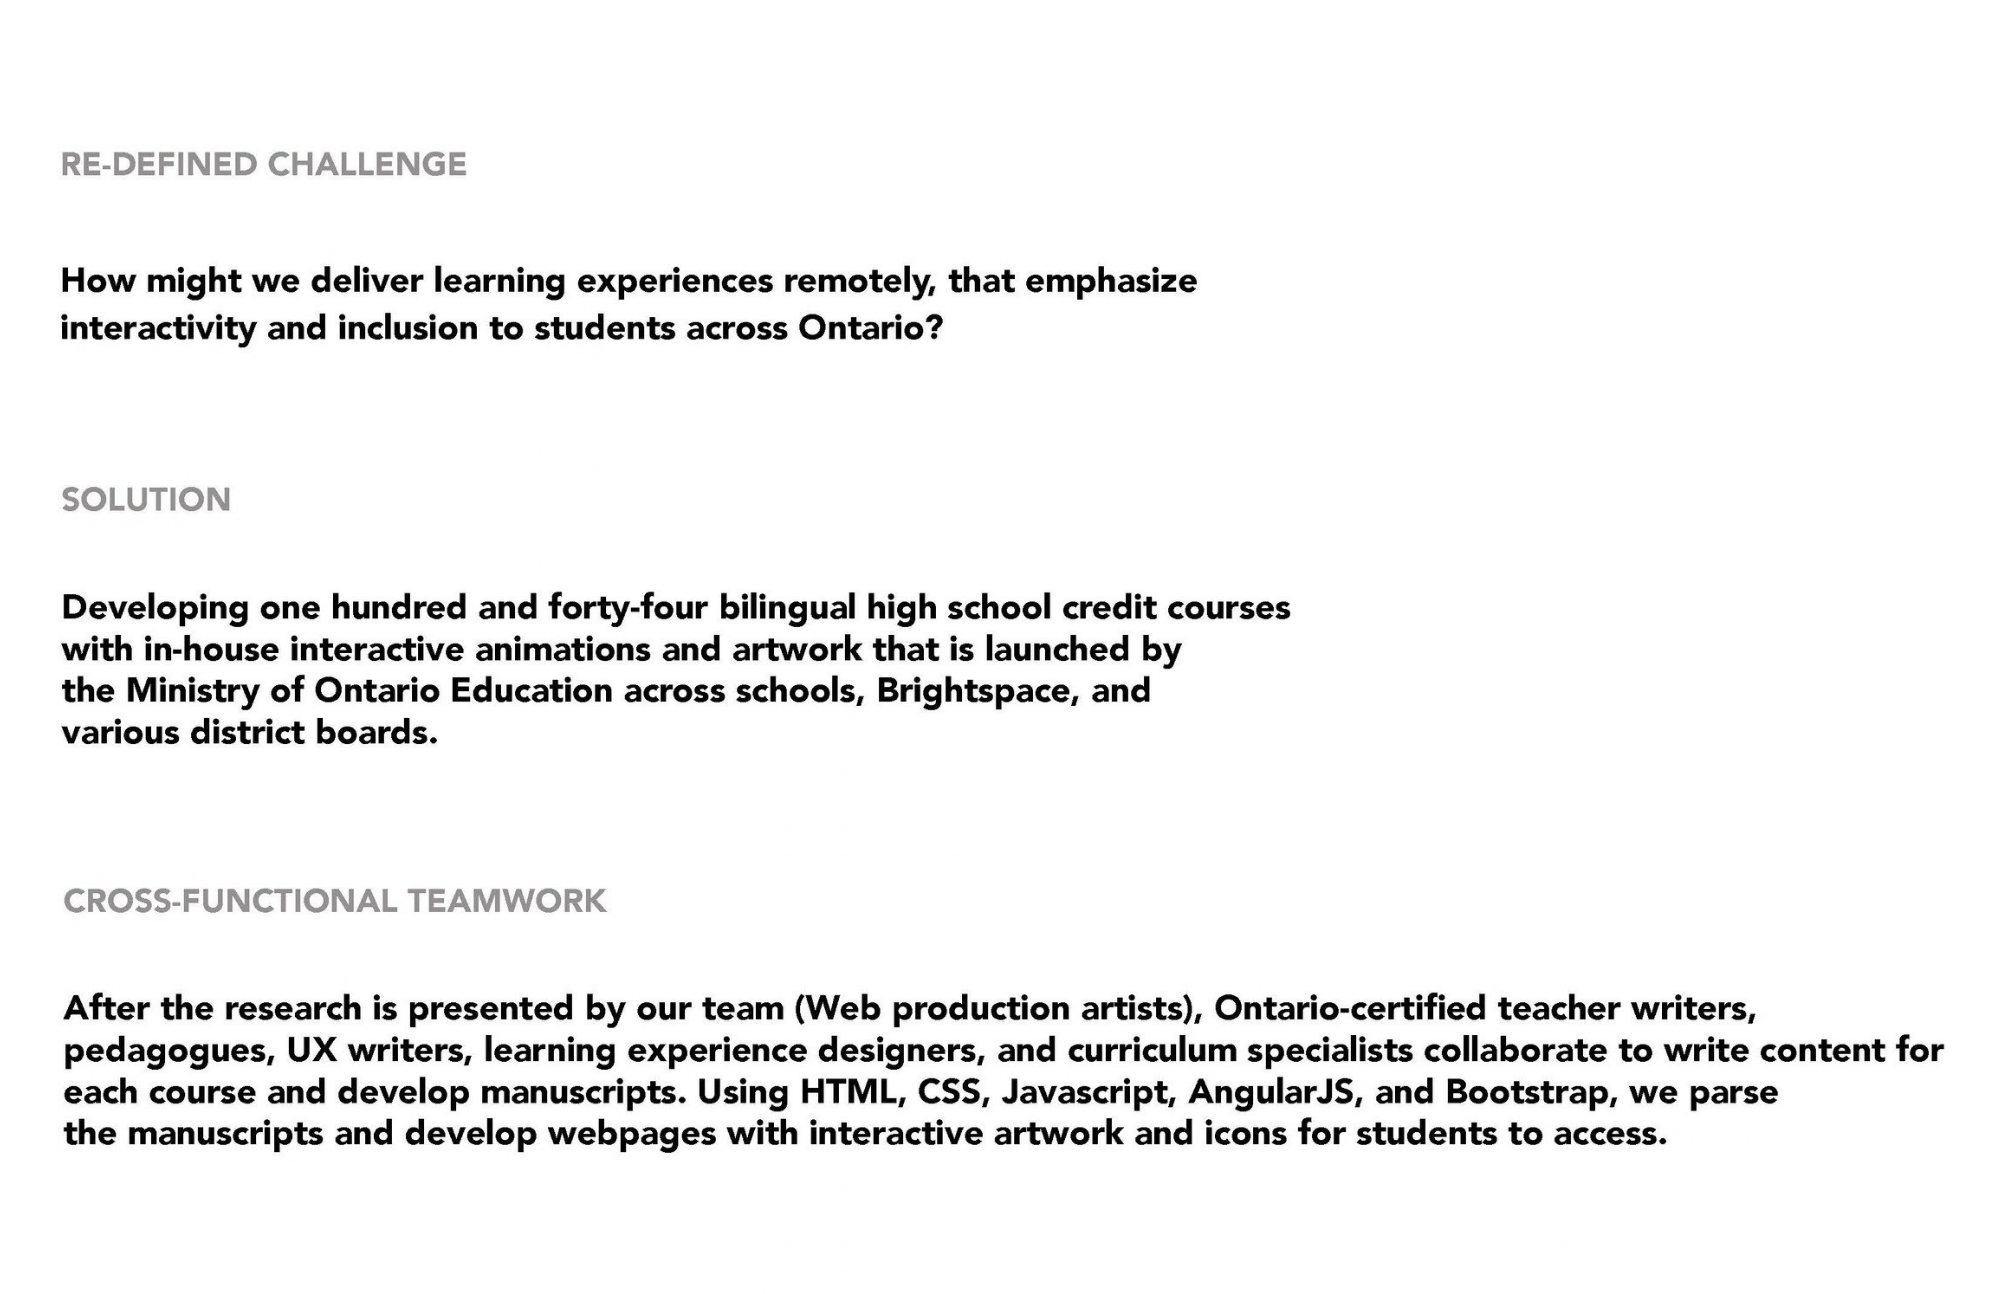 RE-DEFINED CHALLENGE
How might we deliver learning experiences remotely, that emphasize
interactivity and inclusion to students across Ontario?
SOLUTION
Developing one hundred and forty-four bilingual high school credit courses
with in-house interactive animations and artwork that is launched by
the Ministry of Ontario Education across schools, Brightspace, and
various district boards.
CROSS-FUNCTIONAL TEAMWORK
After the research is presented by our team (Web production artists), Ontario-certified teacher writers,
pedagogues, UX writers, learning experience designers, and curriculum specialists collaborate to write content for
each course and develop manuscripts. Using HTML, CSS, Javascript, AngularJS, and Bootstrap, we parse
the manuscripts and develop webpages with interactive artwork and icons for students to access.